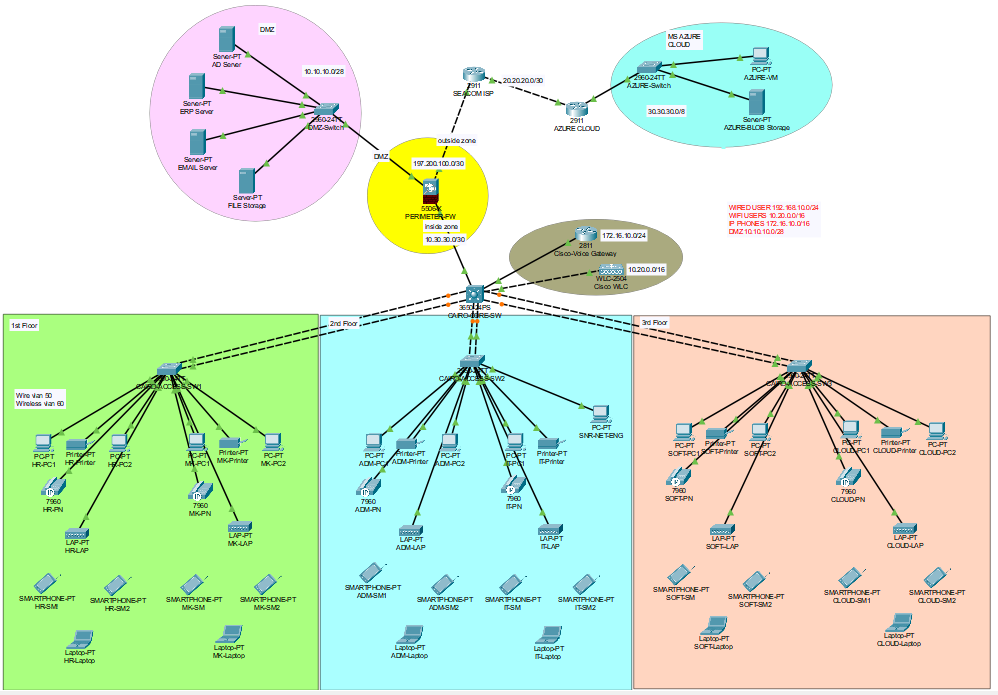 DMZ
Server-PT
AD Server
10.10.10.0/28
Server-PT
ERP Server
2960-24TT
DMZ-Switch
Server-PT
EMAIL Server
Server-PT
FILE Storage
DMZ
2911
SEACOM ISP
20.20.20.0/30
2911
AZURE CLOUD
MS AZURE
CLOUD
2960-24TT
AZURE-Switch
PC-PT
AZURE-VM
30.30.30.0/8
Server-PT
AZURE-BLOB Storage
outside zone
197.200.100.0/30
5506-X
PERIMETER-FW
inside zone
10.30.30.0/30
WIRED USER 192.168.10.0/24
WIFI USERS 10.20.0.0/16
IP PHONES 172.16.10.0/16
DMZ 10.10.10.0/28
172.16.10.0/24
2811
Cisco-Voice Gateway
10.20.0.0/16
WLC-2504
Cisco WLC
3650-24PS
CAIRO-CORE-SW
1st Floor
2nd Floor
3rd Floor
CAIRO-ACCESS-SW1
CAIRO-ACCESS-SW2
Wire vlan 50
Wireless vlan 60
PC-PT
HR-PC1
Printer-PT
HR-Printer
PC-PT
HR-PC2
PC-PT
MK-PC1
Printer-PT
MK-Printer
PC-PT
MK-PC2
7960
HR-PN
7960
MK-PN
LAP-PT
HR-LAP
LAP-PT
MK-LAP
SMARTPHONE-PT
HR-SM1
SMARTPHONE-PT
HR-SM2
SMARTPHONE-PT
MK-SM
SMARTPHONE-PT
MK-SM2
Laptop-PT
HR-Laptop
Laptop-PT
MK-Laptop
PC-PT
SNR-NET-ENG
PC-PT
ADM-PC1
Printer-PT
ADM-Printer
PC-PT
ADM-PC2
PC-PT
IT-PC1
Printer-PT
IT-Printer
7960
ADM-PN
7960
IT-PN
LAP-PT
ADM-LAP
LAP-PT
IT-LAP
SMARTPHONE-PT
ADM-SM1
SMARTPHONE-PT
ADM-SM2
SMARTPHONE-PT
IT-SM
SMARTPHONE-PT
IT-SM2
Laptop-PT
ADM-Laptop
Laptop-PT
IT-Laptop
PC-PT
SOFT-PC1
Printer-PT
SOFT-Printer
PC-PT
SOFT-PC2
PC-PT
CLOUD-PC1
Printer-PT
CLOUD-Printer
PC-PT
CLOUD-PC2
7960
SOFT-PN
7960
CLOUD-PN
LAP-PT
SOFT-LAP
LAP-PT
CLOUD-LAP
SMARTPHONE-PT
SOFT-SM
SMARTPHONE-PT
SOFT-SM2
SMARTPHONE-PT
CLOUD-SM1
SMARTPHONE-PT
CLOUD-SM2
Laptop-PT
SOFT-Laptop
Laptop-PT
CLOUD-Laptop